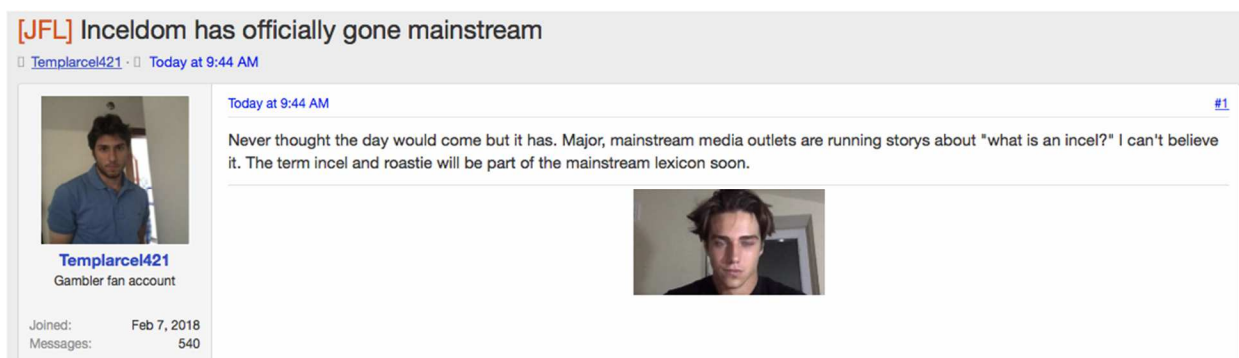 [JFL] Inceldom has officially gone mainstream
Templarcel421 · Today at 9:44 AM
Today at 9:44 AM
#1
Never thought the day would come but it has. Major, mainstream media outlets are running storys about "what is an incel?" I can't believe
it. The term incel and roastie will be part of the mainstream lexicon soon.
Templarcel421
Gambler fan account
Joined: Feb 7, 2018
Messages: 540